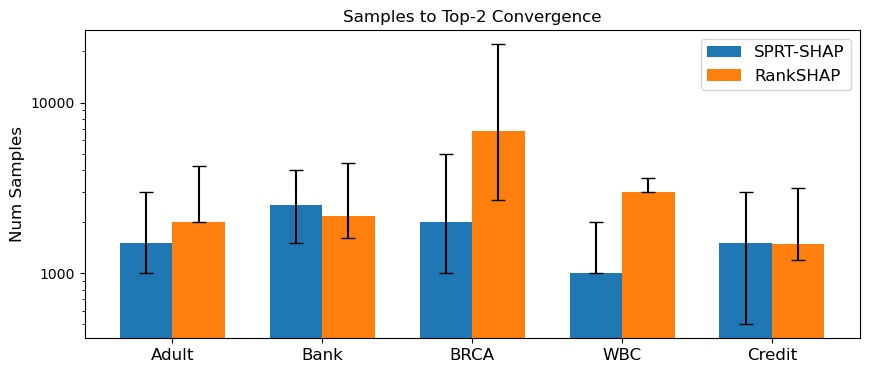 Samples to Top-2 Convergence
SPRT-SHAP
RankSHAP
Num Samples
10000
1000
Adult
Bank
BRCA
WBC
Credit